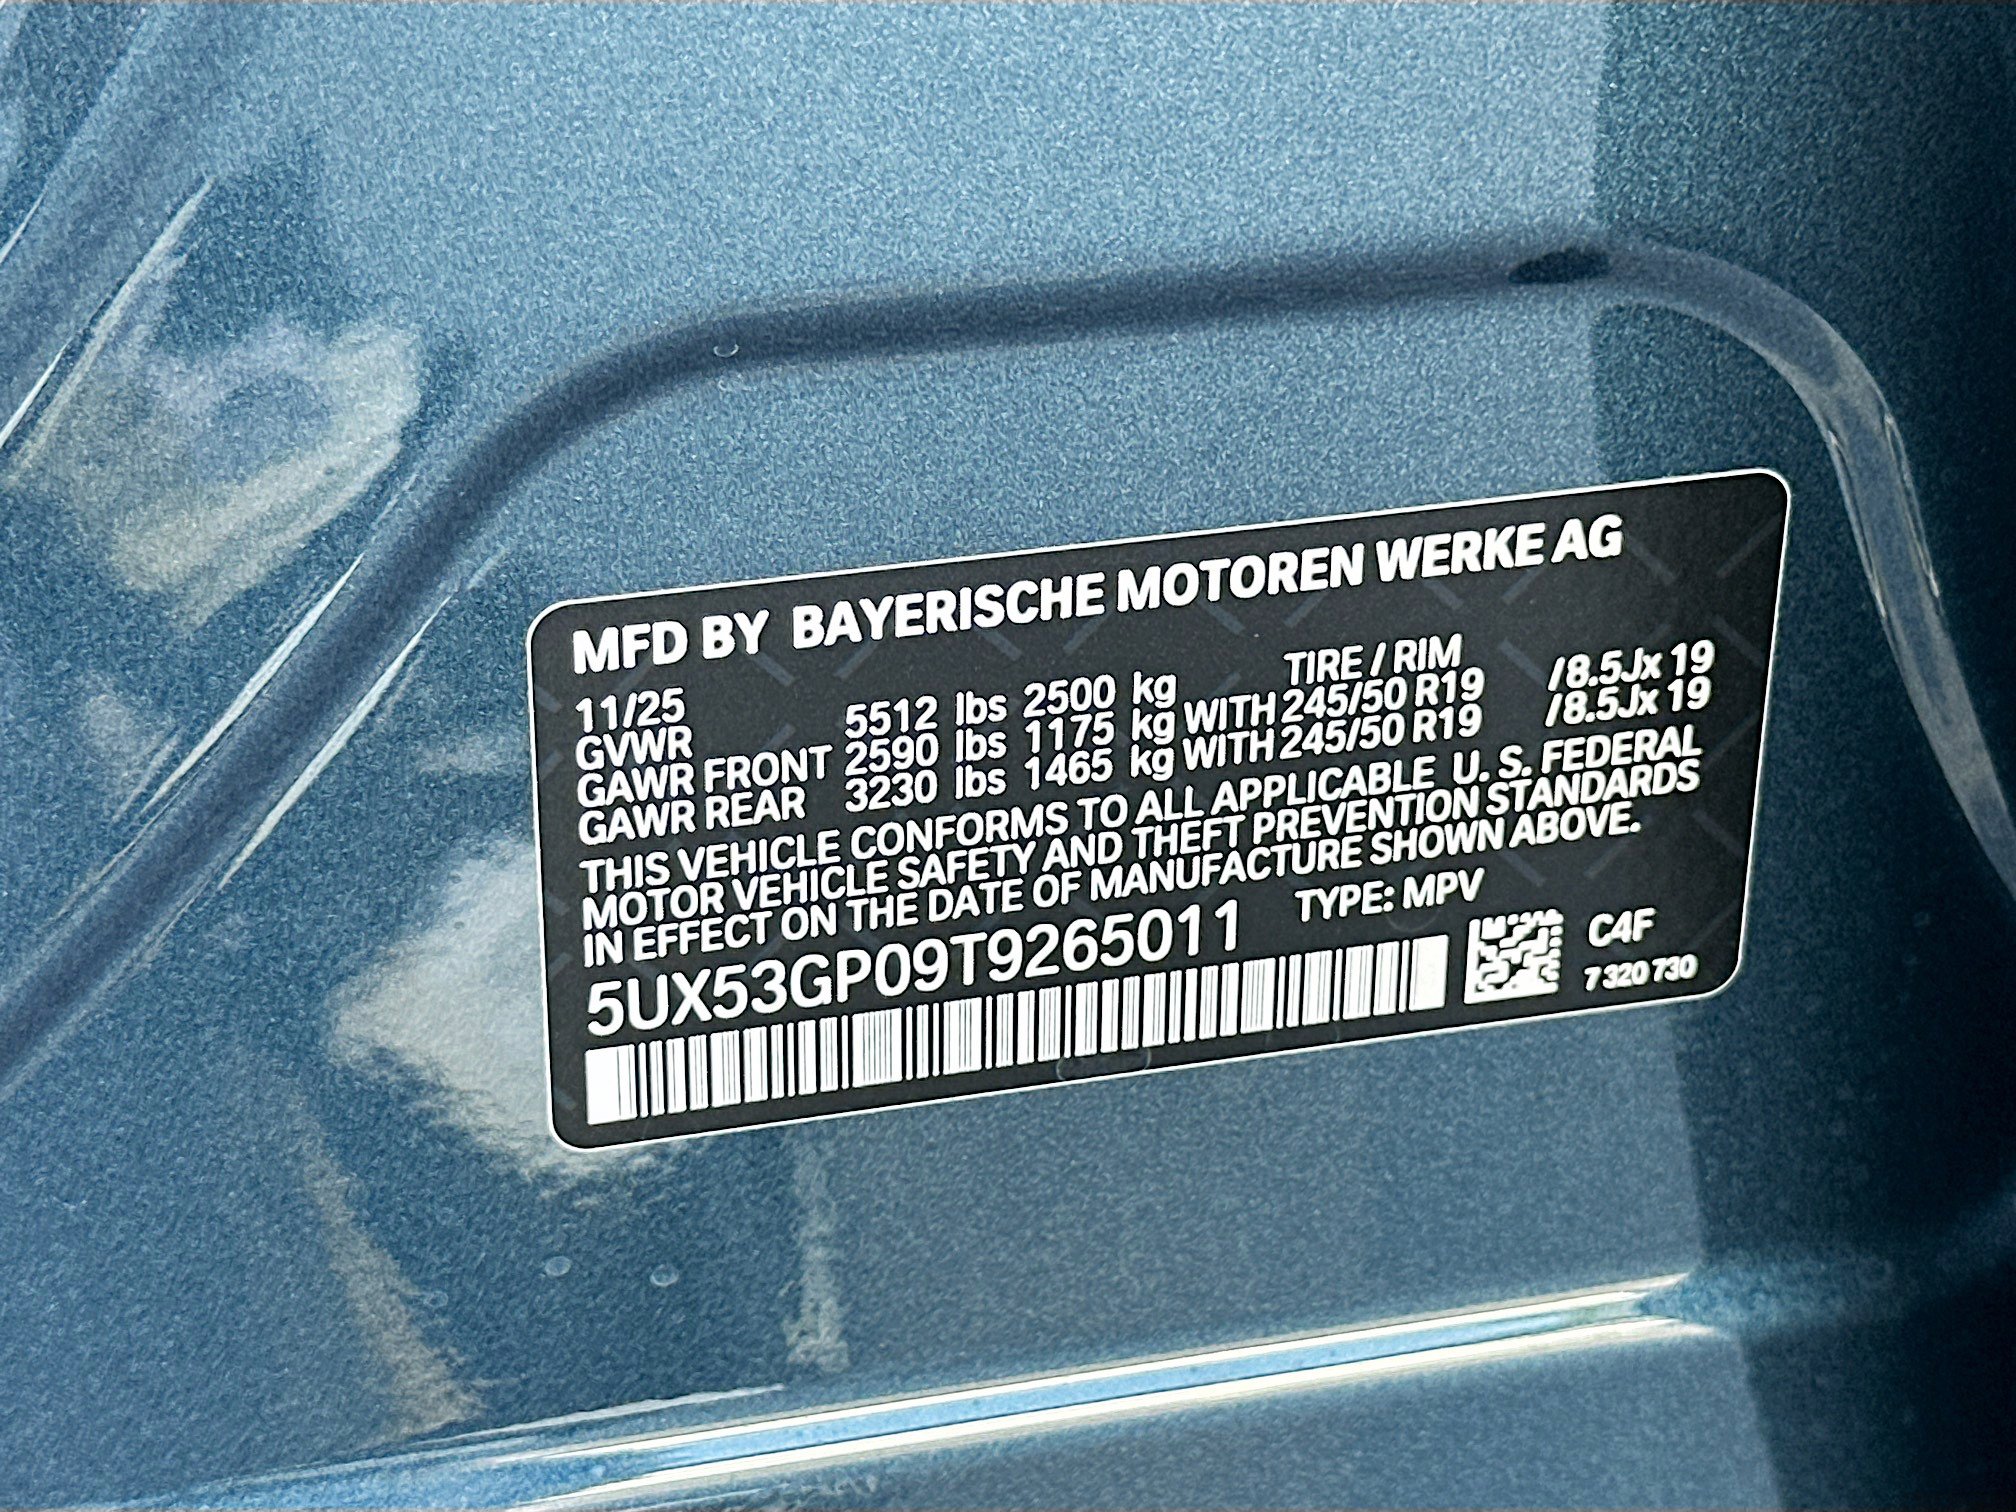 MFD BY BAYERISCHE MOTOREN WERKE AG
11/25 TIRE / RIM
GVWR 5512 lbs 2500 kg
GAWR FRONT 2590 lbs 1175 kg WITH 245/50 R19 /8.5Jx 19
GAWR REAR 3230 lbs 1465 kg WITH 245/50 R19 /8.5Jx 19
THIS VEHICLE CONFORMS TO ALL APPLICABLE U. S. FEDERAL
MOTOR VEHICLE SAFETY AND THEFT PREVENTION STANDARDS
IN EFFECT ON THE DATE OF MANUFACTURE SHOWN ABOVE.
5UX53GP09T9265011 TYPE: MPV
C4F
7 320 730